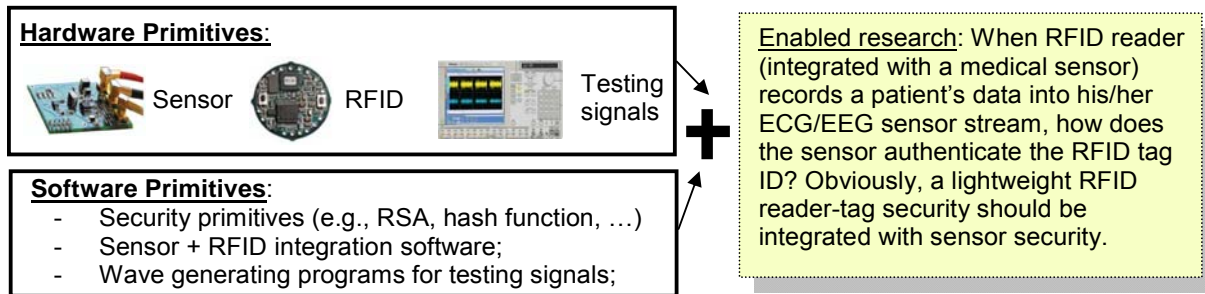 Hardware Primitives:
Sensor
RFID
Testing
signals
Software Primitives:
- Security primitives (e.g., RSA, hash function, …)
- Sensor + RFID integration software;
- Wave generating programs for testing signals;
+
Enabled research: When RFID reader
(integrated with a medical sensor)
records a patient’s data into his/her
ECG/EEG sensor stream, how does
the sensor authenticate the RFID tag
ID? Obviously, a lightweight RFID
reader-tag security should be
integrated with sensor security.